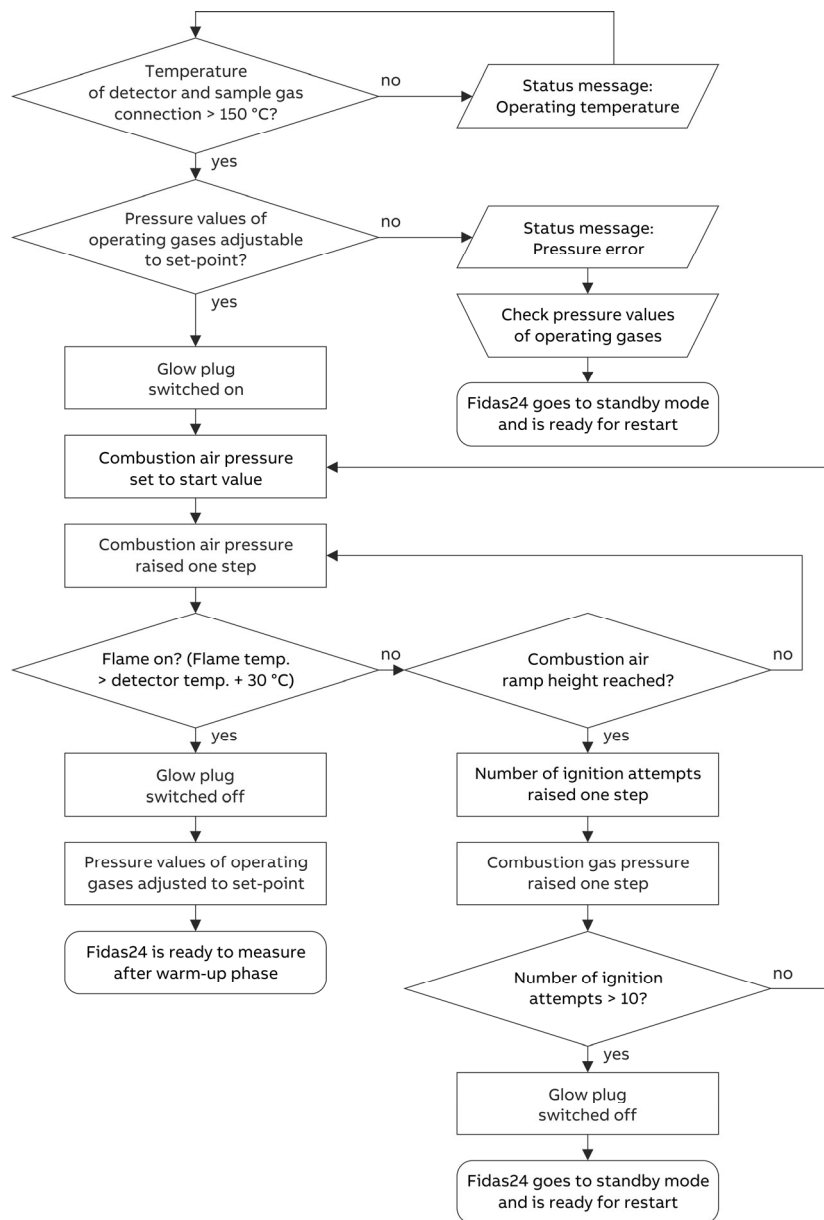 Temperature
of detector and sample gas
connection > 150 °C?
no
Status message:
Operating temperature
yes
Pressure values of
operating gases adjustable
to set-point?
no
Status message:
Pressure error
yes
Check pressure values
of operating gases
Glow plug
switched on
Fidas24 goes to standby mode
and is ready for restart
Combustion air pressure
set to start value
Combustion air pressure
raised one step
Flame on? (Flame temp.
> detector temp. + 30 °C)
no
Combustion air
ramp height reached?
no
yes
yes
Glow plug
switched off
Number of ignition attempts
raised one step
Pressure values of operating
gases adjusted to set-point
Combustion gas pressure
raised one step
Fidas24 is ready to measure
after warm-up phase
Number of ignition
attempts > 10?
no
yes
Glow plug
switched off
Fidas24 goes to standby mode
and is ready for restart